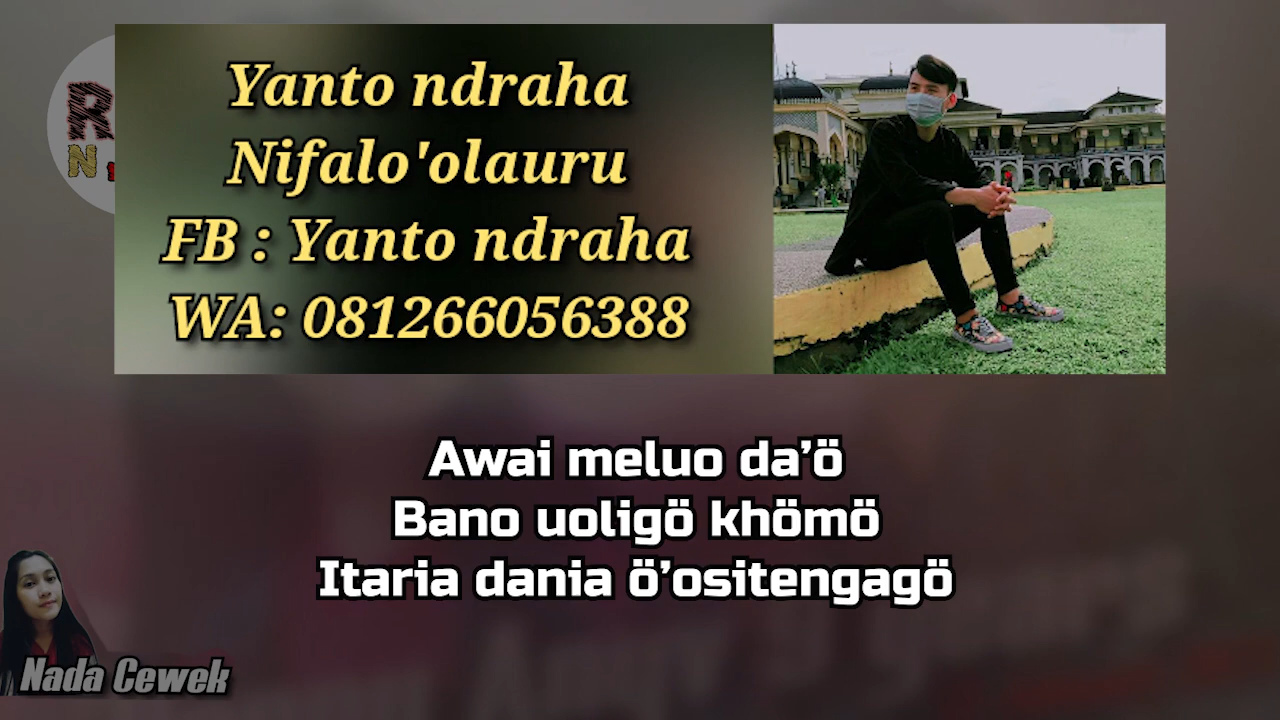 Yanto ndraha
Nifalo'olauru
FB : Yanto ndraha
WA: 081266056388
R
N
Awai meluo da’ö
Bano uoligö khömö
Itaria dania ö’ositengagö
Nada Cewek